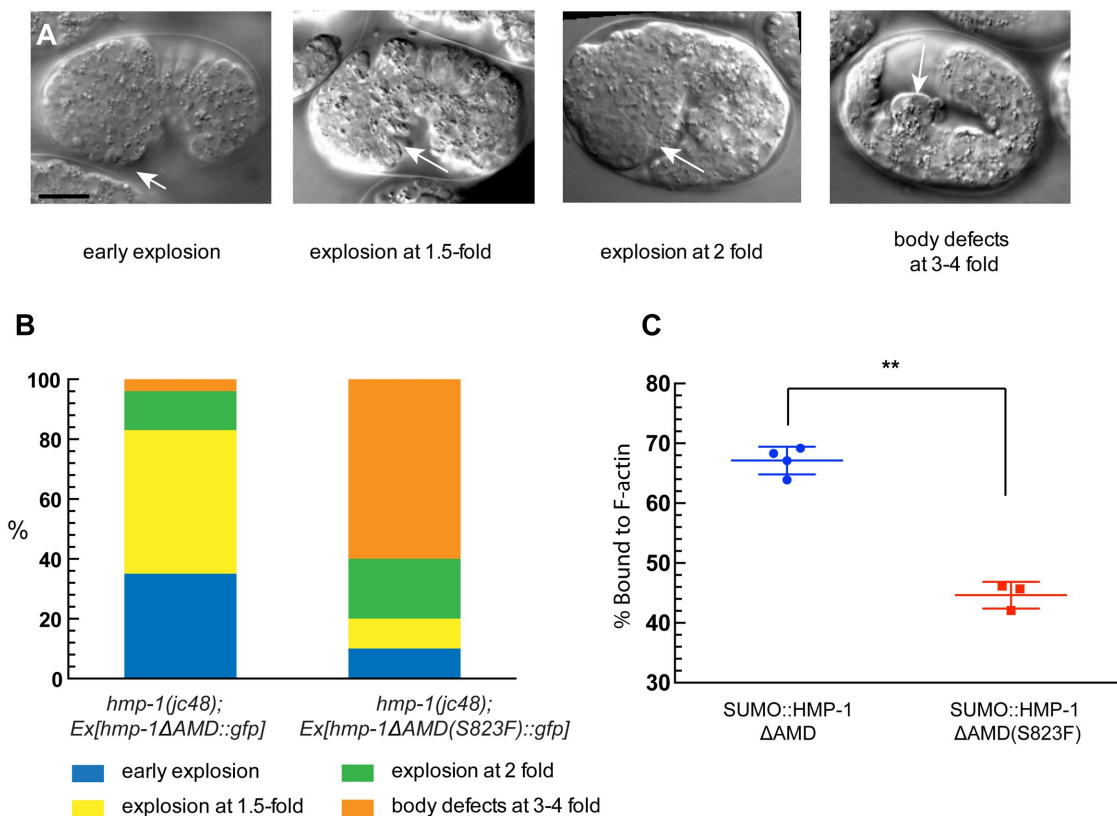 A
early explosion
explosion at 1.5-fold
explosion at 2 fold
body defects
at 3-4 fold
B
100
80
60
40
20
0
%
hmp-1(jc48);
Ex[hmp-1ΔAMD::gfp]
hmp-1(jc48);
Ex[hmp-1ΔAMD(S823F)::gfp]
early explosion
explosion at 1.5-fold
explosion at 2 fold
body defects at 3-4 fold
C
80
70
60
50
40
30
% Bound to F-actin
**
SUMO::HMP-1
ΔAMD
SUMO::HMP-1
ΔAMD(S823F)